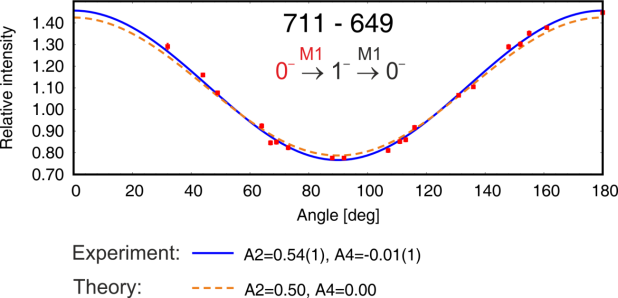 1.40
1.30
1.20
1.10
1.00
0.90
0.80
0.70
Relative intensity
711 - 649
M1 M1
0⁻ → 1⁻ → 0⁻
0 20 40 60 80 100 120 140 160 180
Angle [deg]
Experiment: A2=0.54(1), A4=-0.01(1)
Theory: A2=0.50, A4=0.00